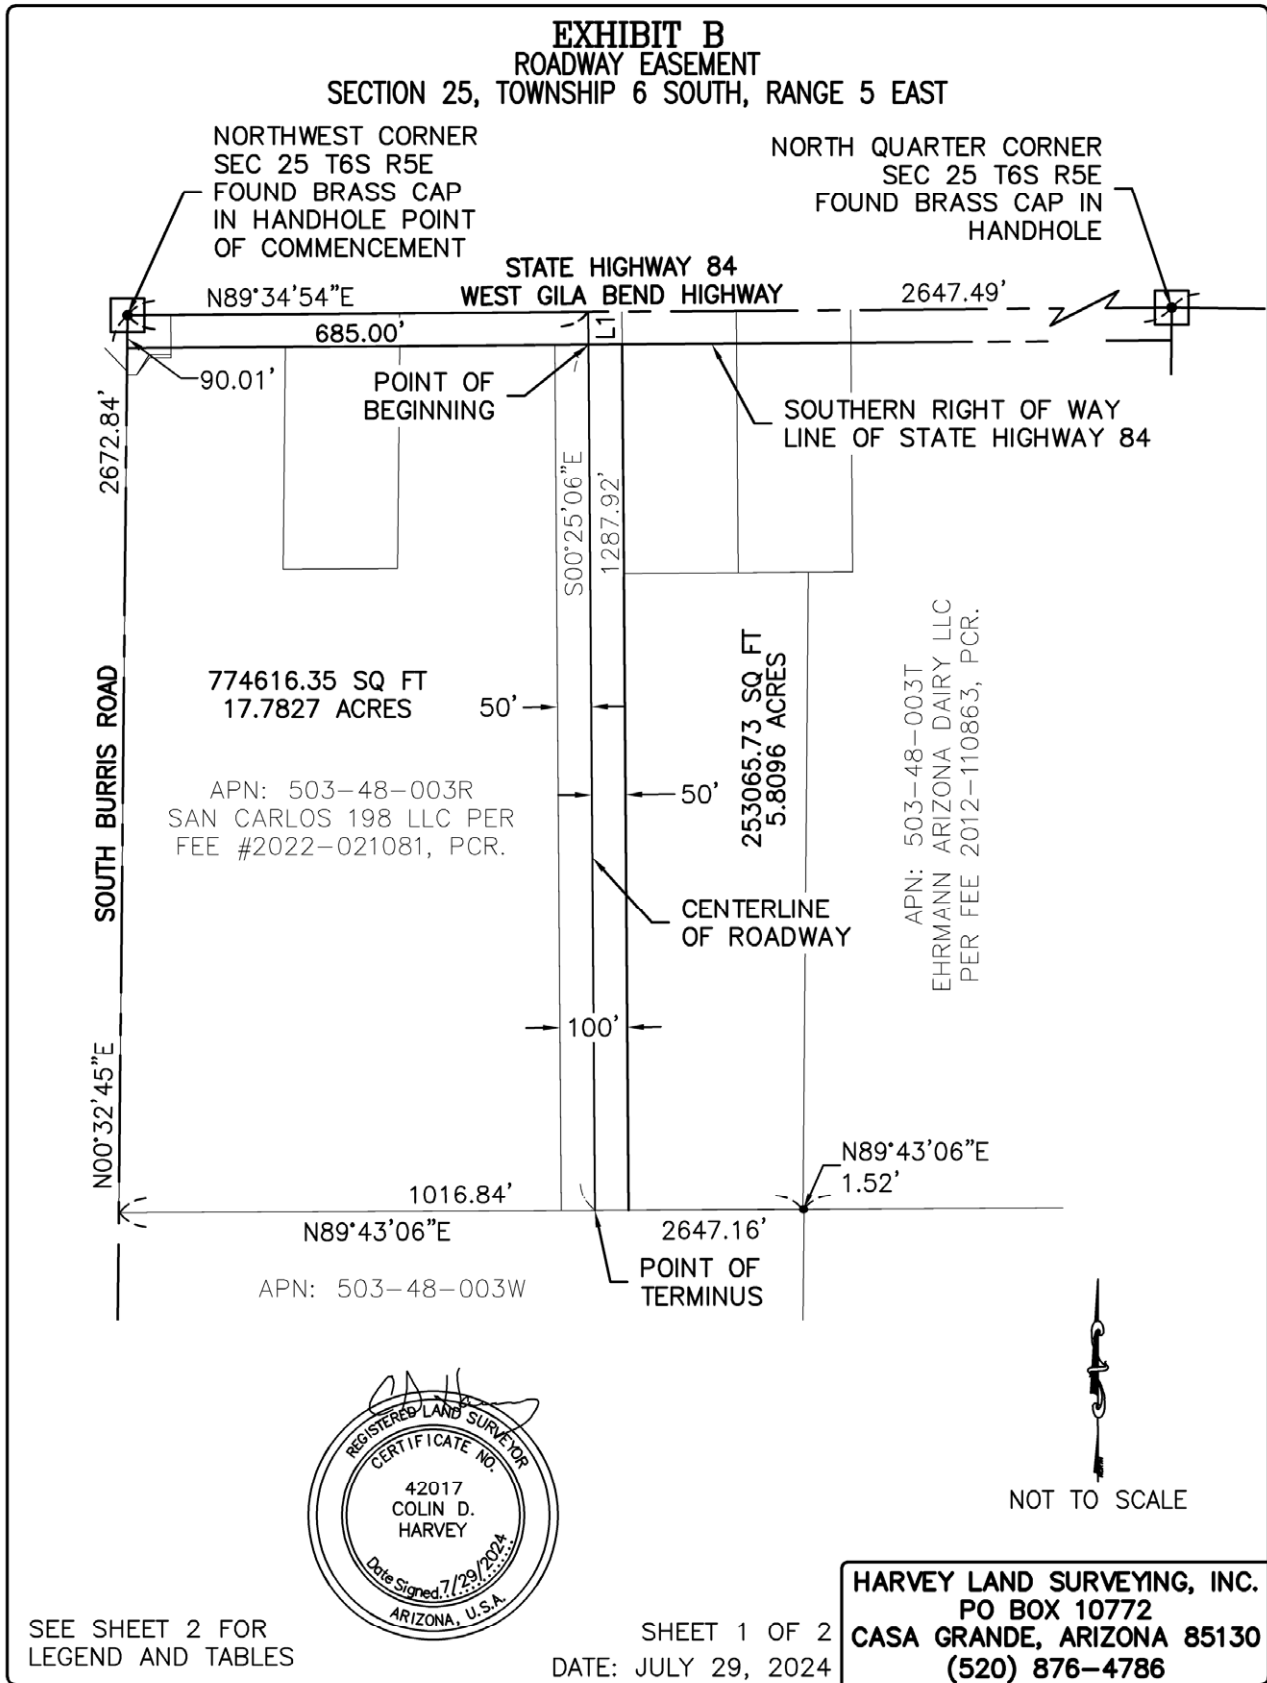 EXHIBIT B
ROADWAY EASEMENT
SECTION 25, TOWNSHIP 6 SOUTH, RANGE 5 EAST
NORTHWEST CORNER
SEC 25 T6S R5E
FOUND BRASS CAP
IN HANDHOLE POINT
OF COMMENCEMENT
NORTH QUARTER CORNER
SEC 25 T6S R5E
FOUND BRASS CAP IN
HANDHOLE
STATE HIGHWAY 84
WEST GILA BEND HIGHWAY
N89°34'54"E
2647.49'
685.00'
L1
90.01'
POINT OF
BEGINNING
SOUTHERN RIGHT OF WAY
LINE OF STATE HIGHWAY 84
2672.84'
S00°25'06"E
1287.92'
774616.35 SQ FT
17.7827 ACRES
50'
253065.73 SQ FT
5.8096 ACRES
APN: 503-48-003T
EHRMANN ARIZONA DAIRY LLC
PER FEE 2012-110863, PCR.
SOUTH BURRIS ROAD
APN: 503-48-003R
SAN CARLOS 198 LLC PER
FEE #2022-021081, PCR.
50'
CENTERLINE
OF ROADWAY
100'
N00°32'45"E
N89°43'06"E
1.52'
1016.84'
N89°43'06"E
2647.16'
POINT OF
TERMINUS
APN: 503-48-003W
REGISTERED LAND SURVEYOR
CERTIFICATE NO.
42017
COLIN D.
HARVEY
Date Signed 7/29/2024
ARIZONA, U.S.A.
NOT TO SCALE
SEE SHEET 2 FOR
LEGEND AND TABLES
SHEET 1 OF 2
DATE: JULY 29, 2024
HARVEY LAND SURVEYING, INC.
PO BOX 10772
CASA GRANDE, ARIZONA 85130
(520) 876-4786